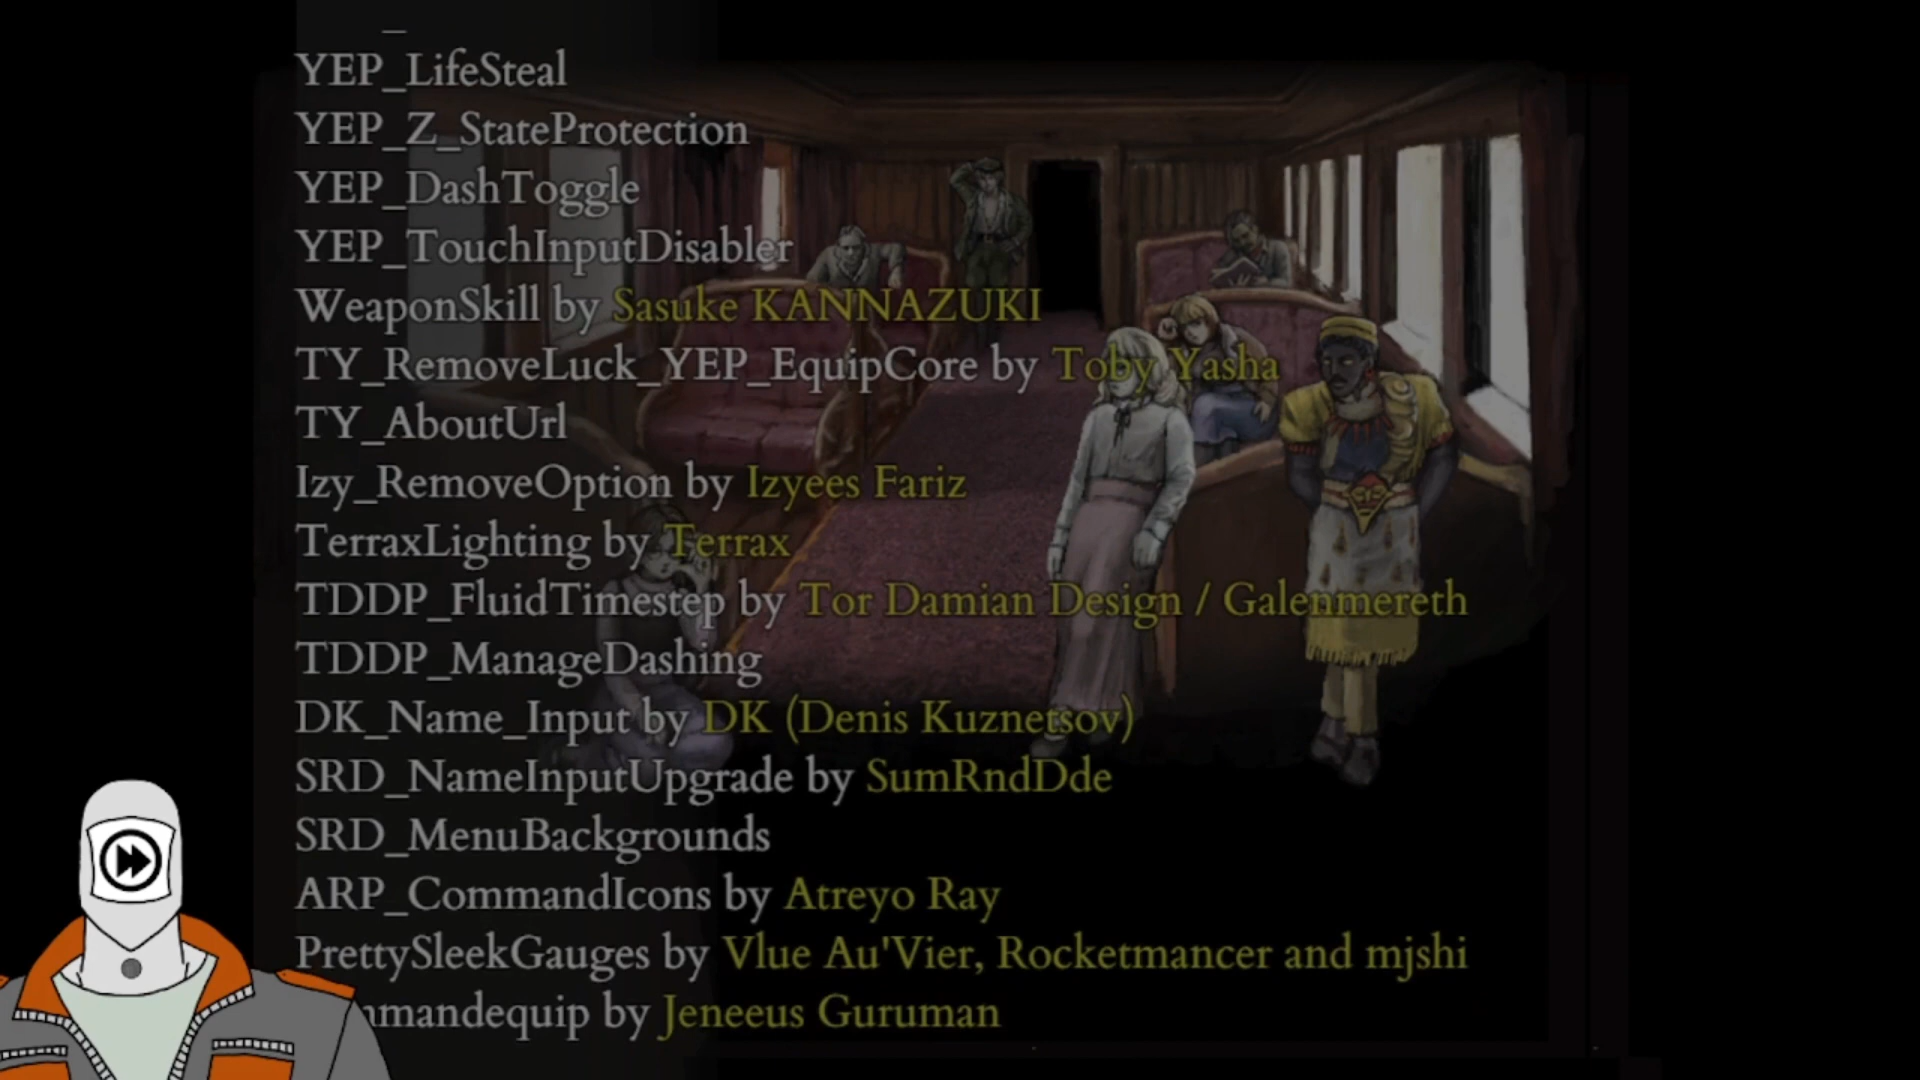 YEP_LifeSteal
YEP_Z_StateProtection
YEP_DashToggle
YEP_TouchInputDisabler
WeaponSkill by Sasuke KANNAZUKI
TY_RemoveLuck_YEP_EquipCore by Toby Yasha
TY_AboutUrl
Izy_RemoveOption by Izyees Fariz
TerraxLighting by Terrax
TDDP_FluidTimestep by Tor Damian Design / Galenmereth
TDDP_ManageDashing
DK_Name_Input by DK (Denis Kuznetsov)
SRD_NameInputUpgrade by SumRndDde
SRD_MenuBackgrounds
ARP_CommandIcons by Atreyo Ray
PrettySleekGauges by Vlue Au'Vier, Rocketmancer and mjshi
mmandequip by Jeneeus Guruman